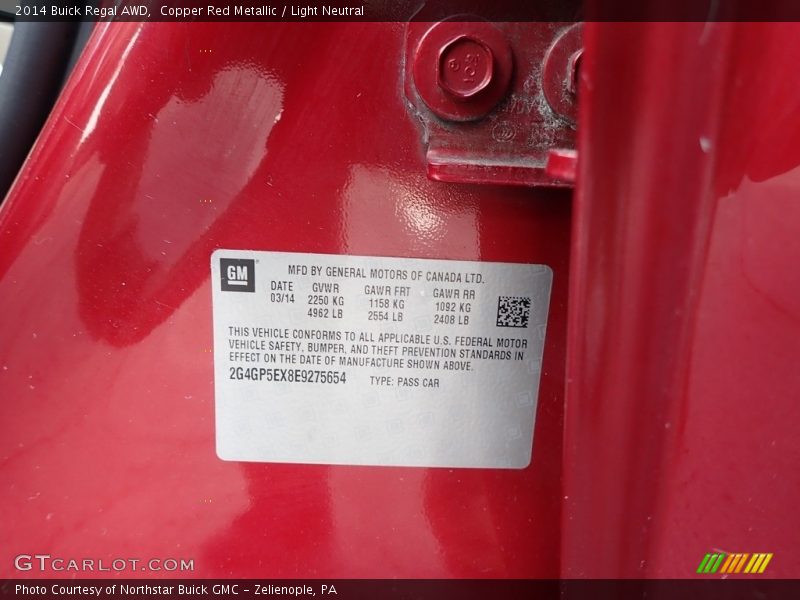 2014 Buick Regal AWD,  Copper Red Metallic / Light Neutral
10.9
GM
MFD BY GENERAL MOTORS OF CANADA LTD.
DATE GVWR GAWR FRT GAWR RR
03/14 2250 KG 1158 KG 1092 KG
4962 LB 2554 LB 2408 LB
THIS VEHICLE CONFORMS TO ALL APPLICABLE U.S. FEDERAL MOTOR
VEHICLE SAFETY, BUMPER, AND THEFT PREVENTION STANDARDS IN
EFFECT ON THE DATE OF MANUFACTURE SHOWN ABOVE.
2G4GP5EX8E9275654 TYPE: PASS CAR
GTCARLOT.COM
Photo Courtesy of Northstar Buick GMC - Zelienople, PA